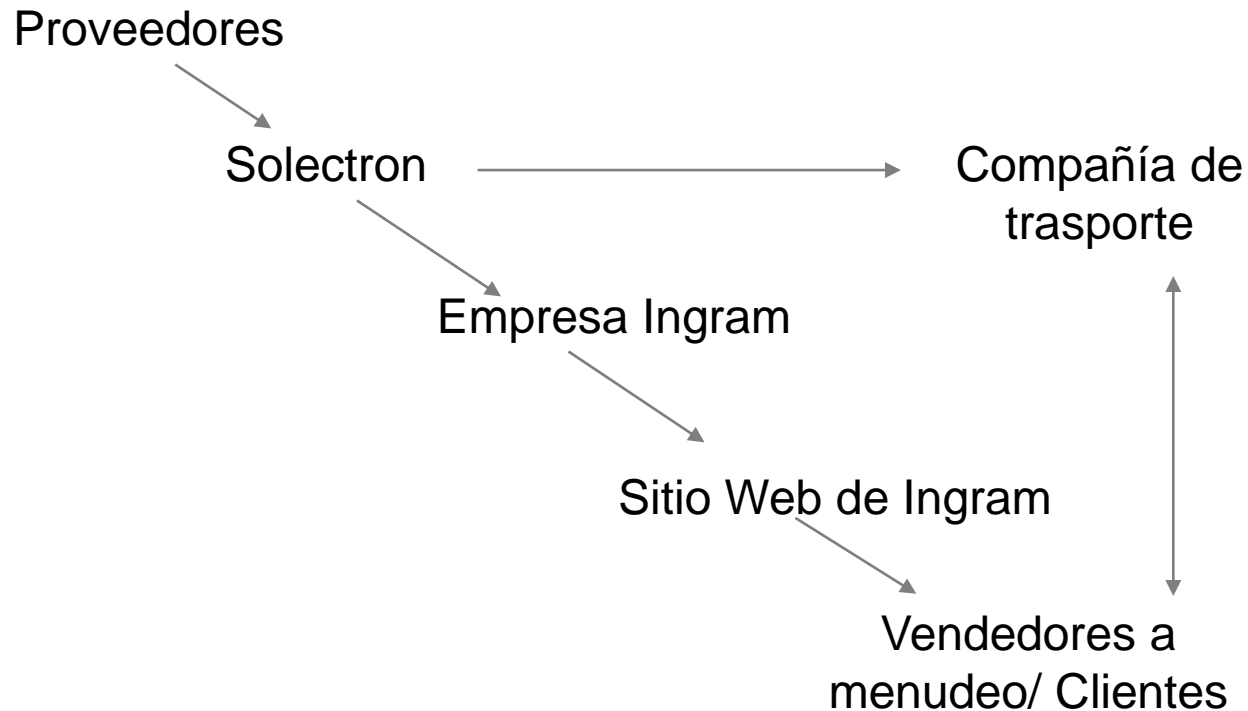 Proveedores
Solectron
Compañía de
trasporte
Empresa Ingram
Sitio Web de Ingram
Vendedores a
menudeo/ Clientes